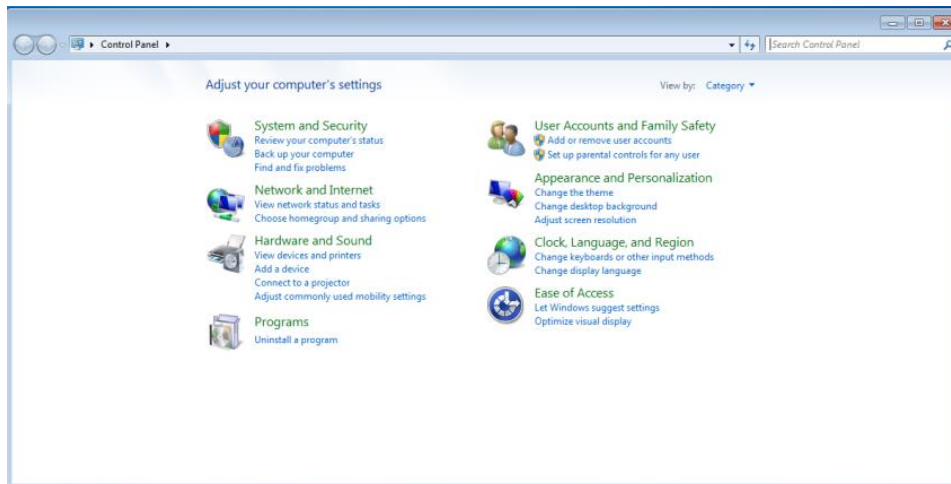 Control Panel
Search Control Panel
Adjust your computer's settings
View by: Category
System and Security
Review your computer's status
Back up your computer
Find and fix problems
Network and Internet
View network status and tasks
Choose homegroup and sharing options
Hardware and Sound
View devices and printers
Add a device
Connect to a projector
Adjust commonly used mobility settings
Programs
Uninstall a program
User Accounts and Family Safety
Add or remove user accounts
Set up parental controls for any user
Appearance and Personalization
Change the theme
Change desktop background
Adjust screen resolution
Clock, Language, and Region
Change keyboards or other input methods
Change display language
Ease of Access
Let Windows suggest settings
Optimize visual display